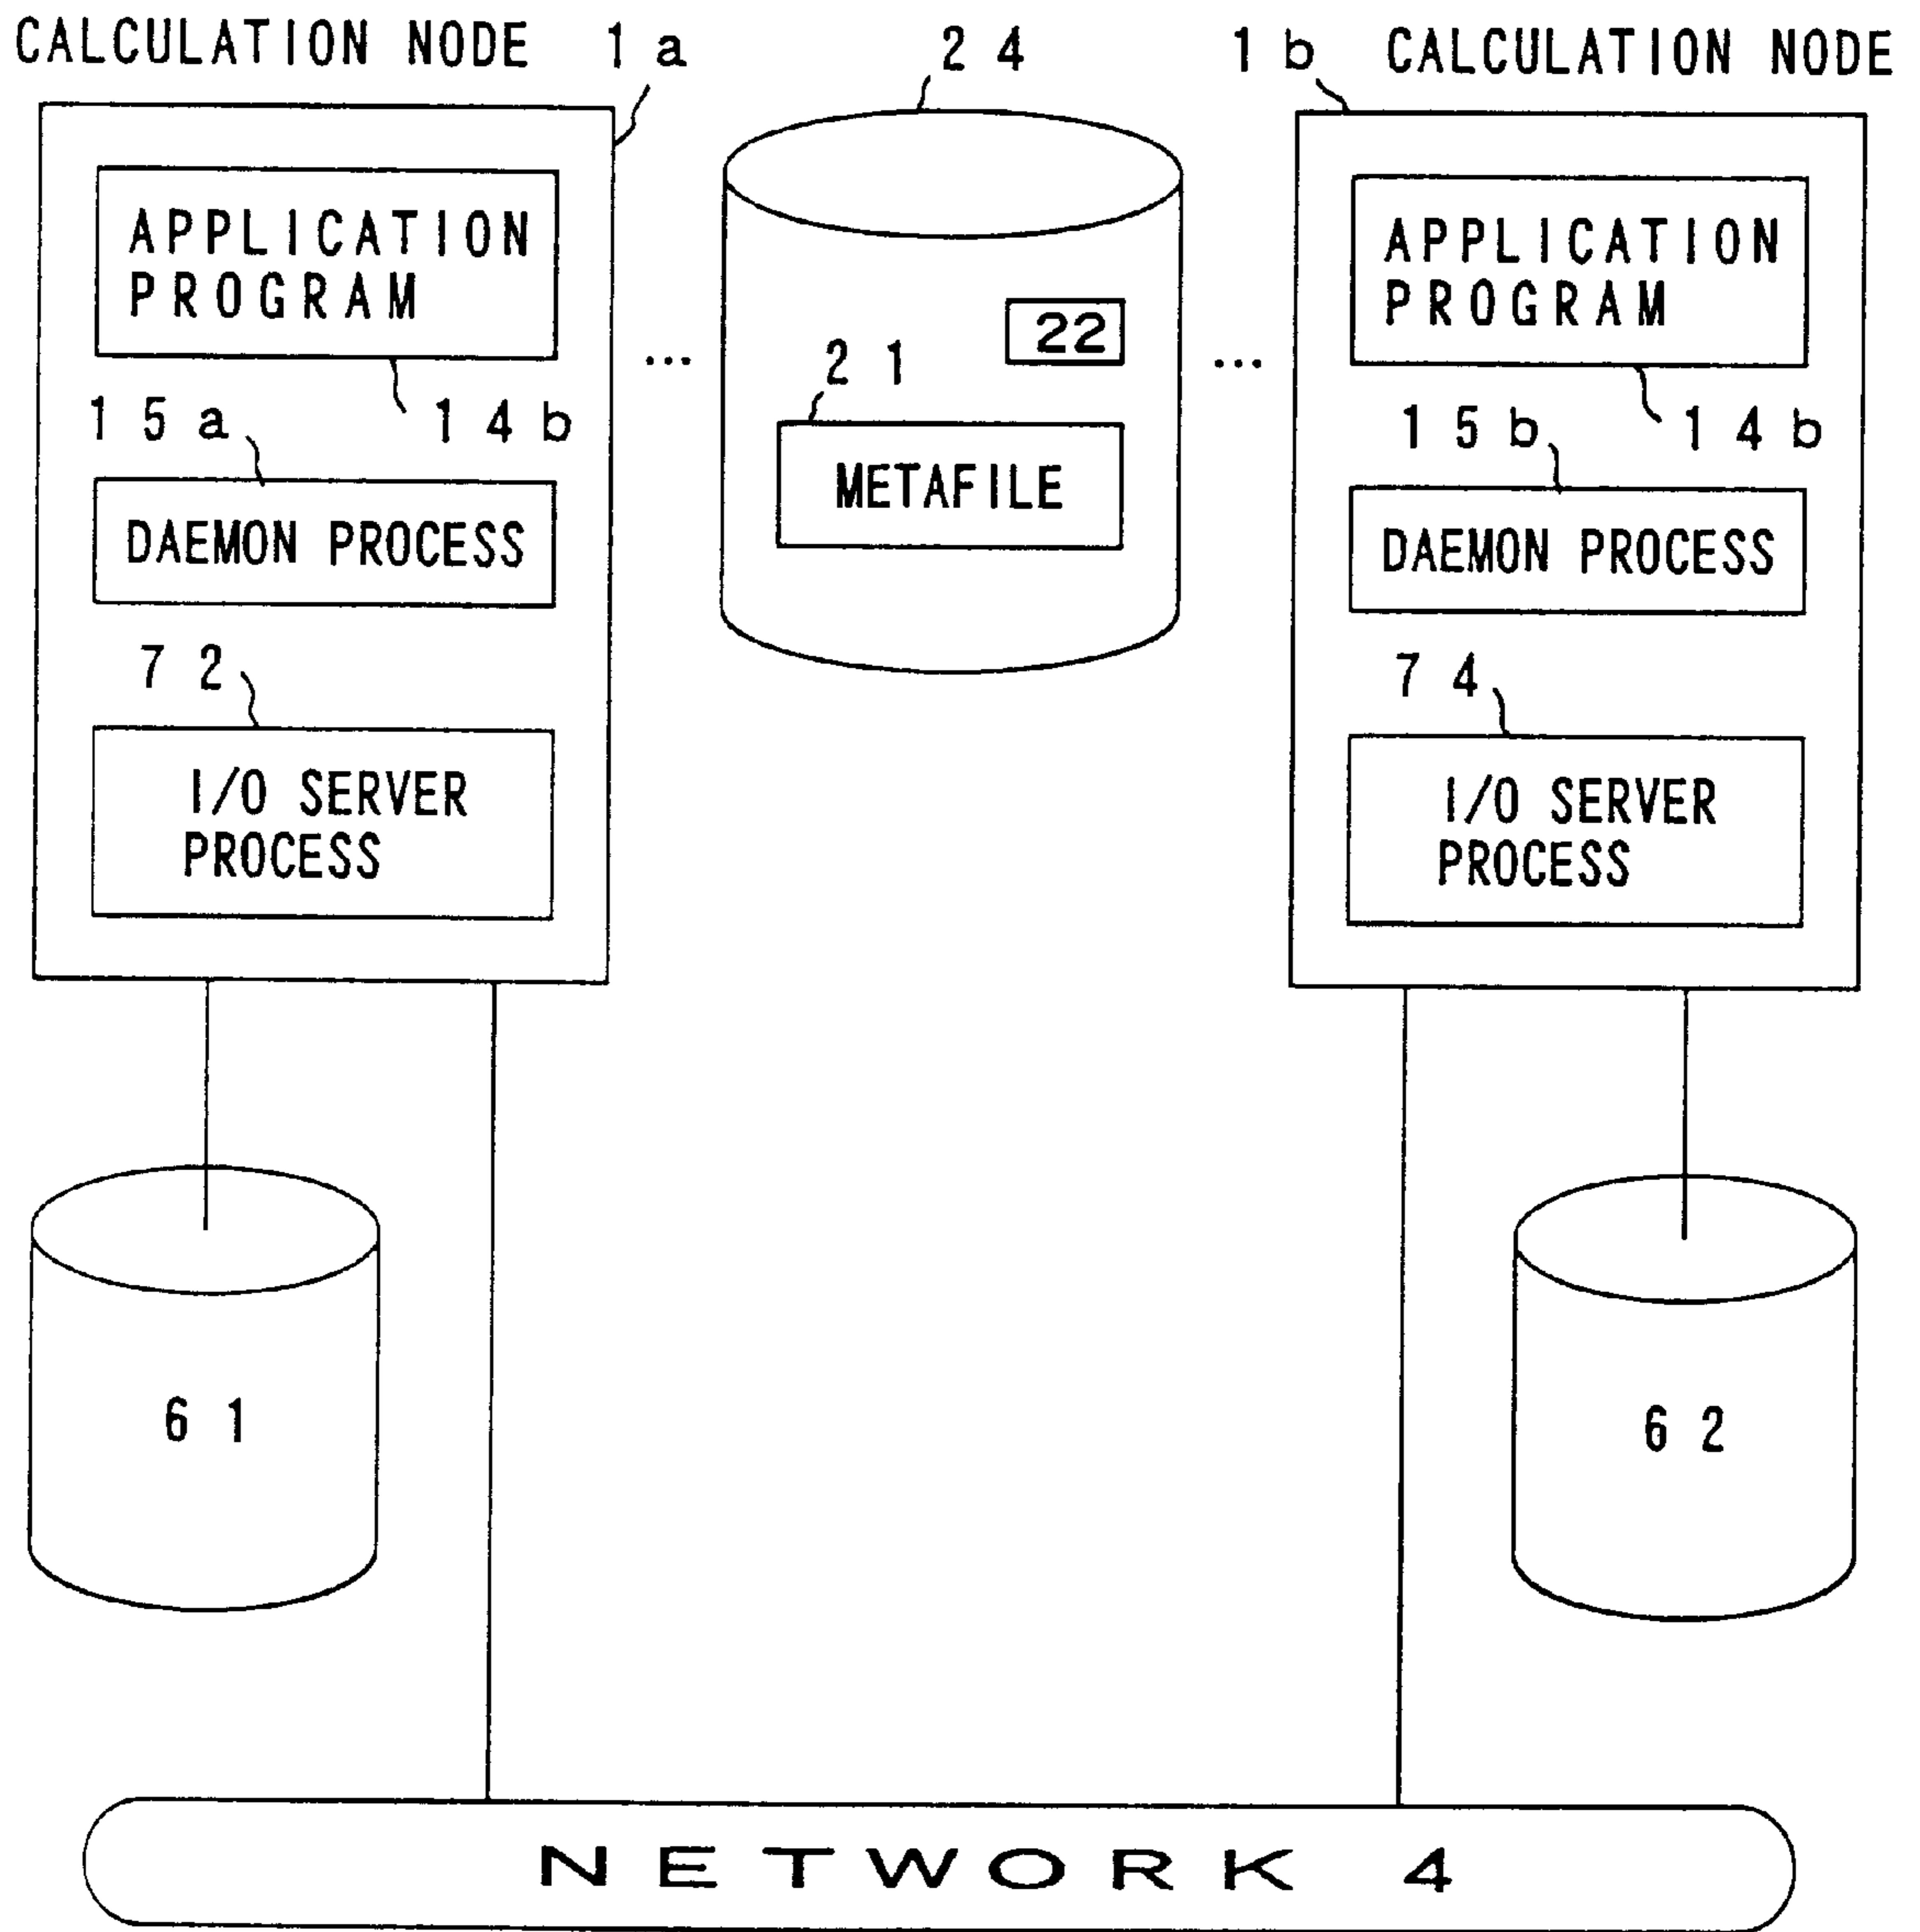 CALCULATION NODE 1a
24
1b CALCULATION NODE
APPLICATION
PROGRAM
14b
15a
DAEMON PROCESS
72
I/O SERVER
PROCESS
...
22
21
METAFILE
...
APPLICATION
PROGRAM
14b
15b
DAEMON PROCESS
74
I/O SERVER
PROCESS
61
62
NETWORK 4